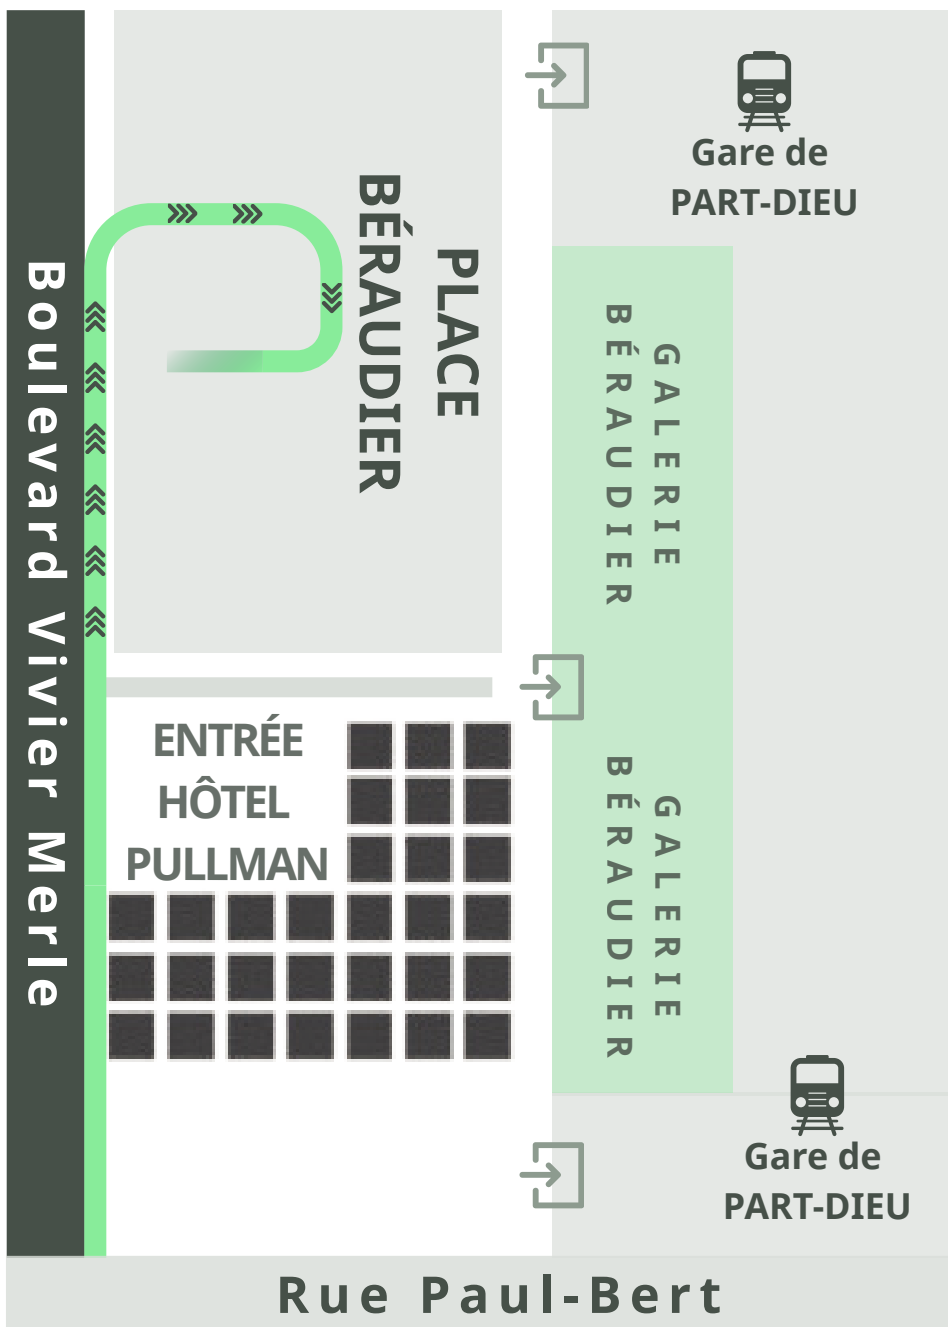 Gare de
PART-DIEU
PLACE
BÉRAUDIER
Boulevard Vivier Merle
GALERIE
BÉRAUDIER
ENTRÉE
HÔTEL
PULLMAN
GALERIE
BÉRAUDIER
Gare de
PART-DIEU
Rue Paul-Bert